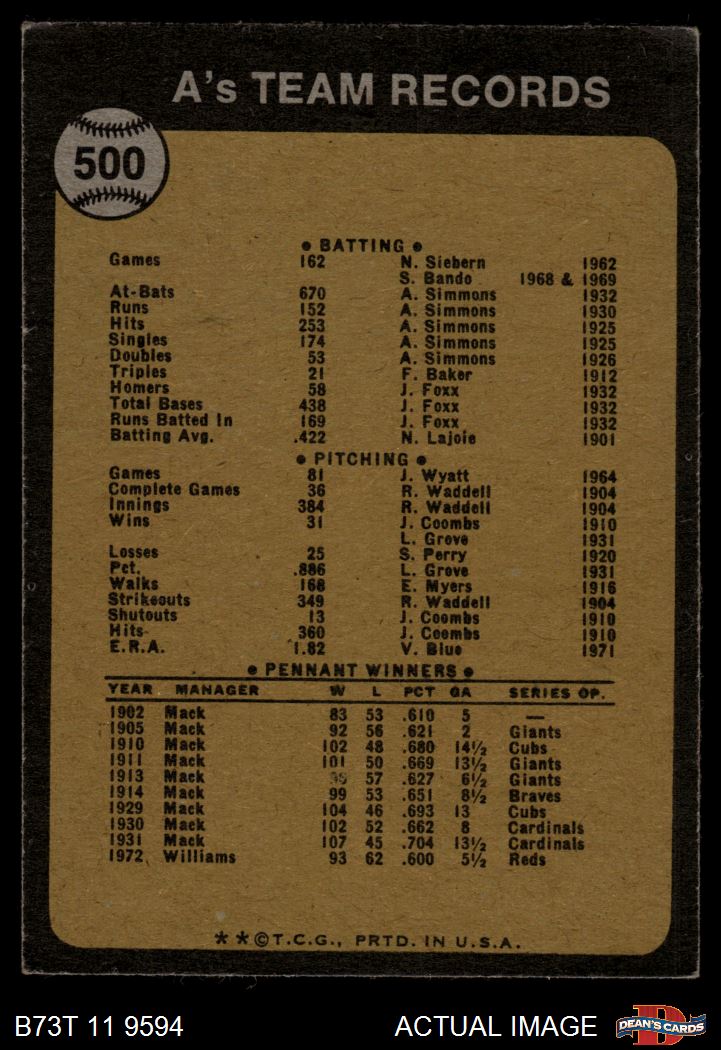 A's TEAM RECORDS
500
• BATTING •
Games 162 N. Siebern 1962
S. Bando 1968 & 1969
At-Bats 670 A. Simmons 1932
Runs 152 A. Simmons 1930
Hits 253 A. Simmons 1925
Singles 174 A. Simmons 1925
Doubles 53 A. Simmons 1926
Triples 21 F. Baker 1912
Homers 58 J. Foxx 1932
Total Bases 438 J. Foxx 1932
Runs Batted In 169 J. Foxx 1932
Batting Avg. .422 N. Lajoie 1901
• PITCHING •
Games 81 J. Wyatt 1964
Complete Games 36 R. Waddell 1904
Innings 384 R. Waddell 1904
Wins 31 J. Coombs 1910
L. Grove 1931
Losses 25 S. Perry 1920
Pct. .886 L. Grove 1931
Walks 168 E. Myers 1916
Strikeouts 349 R. Waddell 1904
Shutouts 13 J. Coombs 1910
Hits 360 J. Coombs 1910
E.R.A. 1.82 V. Blue 1971
• PENNANT WINNERS •
YEAR MANAGER W L PCT GA SERIES OP.
1902 Mack 83 53 .610 5 —
1905 Mack 92 56 .621 2 Giants
1910 Mack 102 48 .680 14½ Cubs
1911 Mack 101 50 .669 13½ Giants
1913 Mack 57 .627 6½ Giants
1914 Mack 99 53 .651 8½ Braves
1929 Mack 104 46 .693 13 Cubs
1930 Mack 102 52 .662 8 Cardinals
1931 Mack 107 45 .704 13½ Cardinals
1972 Williams 93 62 .600 5½ Reds
**©T.C.G., PRTD. IN U.S.A.
B73T 11 9594
ACTUAL IMAGE
DEAN'S CARDS